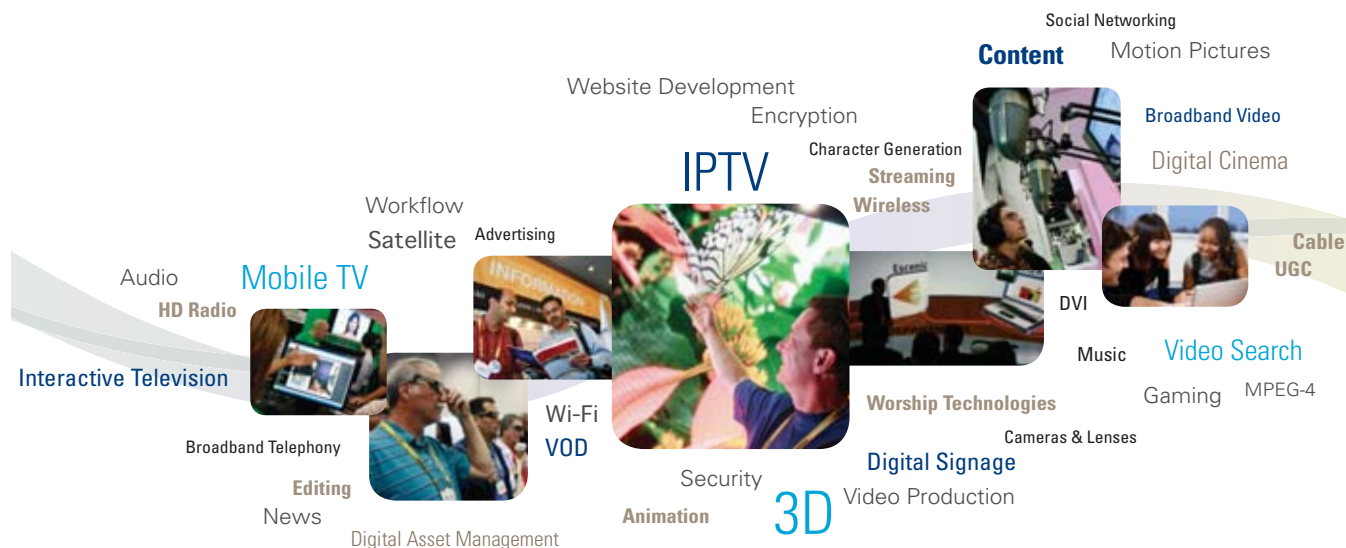 Social Networking
Content
Motion Pictures
Website Development
Encryption
Broadband Video
Character Generation
Digital Cinema
IPTV
Streaming
Wireless
Workflow
Satellite
Advertising
Cable
UGC
Audio
Mobile TV
HD Radio
INFORMATION
Escenic
DVI
Music
Video Search
Interactive Television
Gaming
MPEG-4
Wi-Fi
VOD
Worship Technologies
Broadband Telephony
Cameras & Lenses
Digital Signage
Editing
News
Security
3D
Video Production
Animation
Digital Asset Management